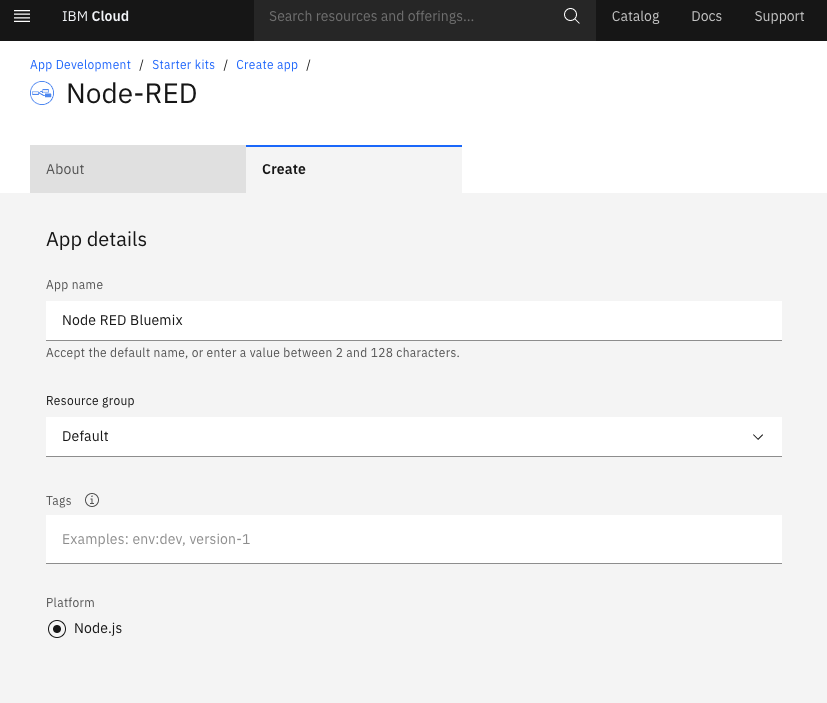 IBM Cloud
Search resources and offerings...
Catalog
Docs
Support
App Development / Starter kits / Create app /
Node-RED
About
Create
App details
App name
Node RED Bluemix
Accept the default name, or enter a value between 2 and 128 characters.
Resource group
Default
Tags
Examples: env:dev, version-1
Platform
Node.js